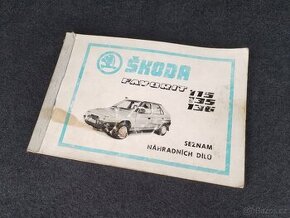 ŠKODA
FAVORIT 115
135
136
SEZNAM
NÁHRADNÍCH DÍLŮ